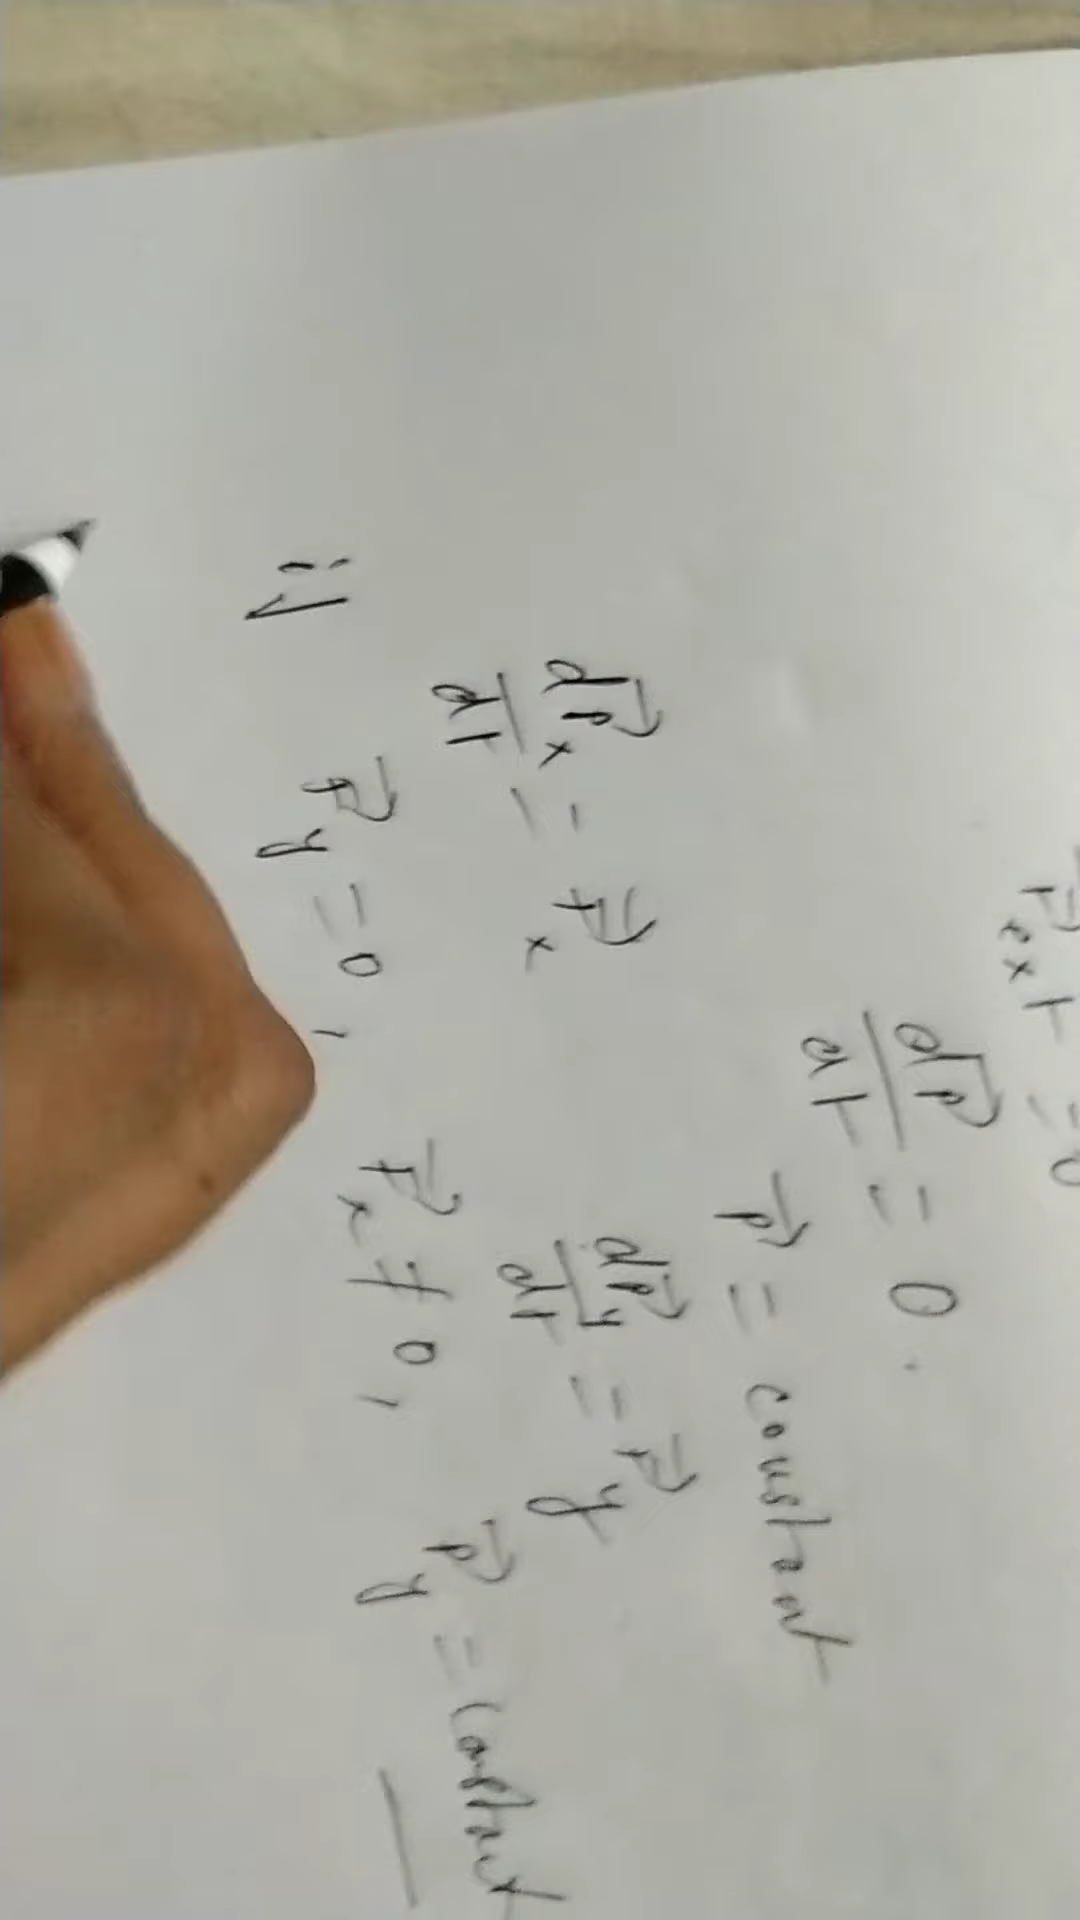 F⃗ext = 0
dp⃗/dt = 0.
p⃗ = constant
dp⃗x/dt = F⃗x dp⃗y/dt = F⃗y
if F⃗y = 0, F⃗x ≠ 0, p⃗y = constant